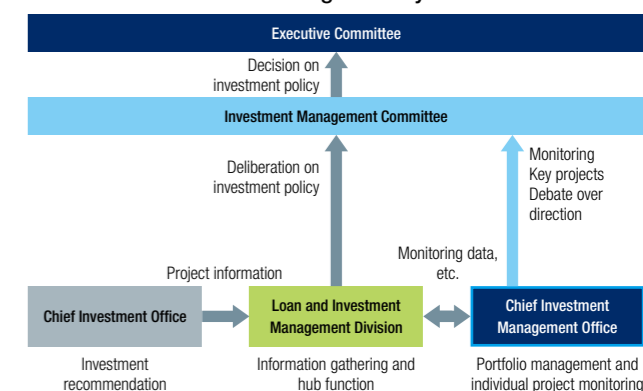 Executive Committee
Decision on
investment policy
Investment Management Committee
Deliberation on
investment policy
Monitoring
Key projects
Debate over
direction
Monitoring data,
etc.
Project information
Chief Investment Office
Loan and Investment
Management Division
Chief Investment
Management Office
Investment
recommendation
Information gathering and
hub function
Portfolio management and
individual project monitoring